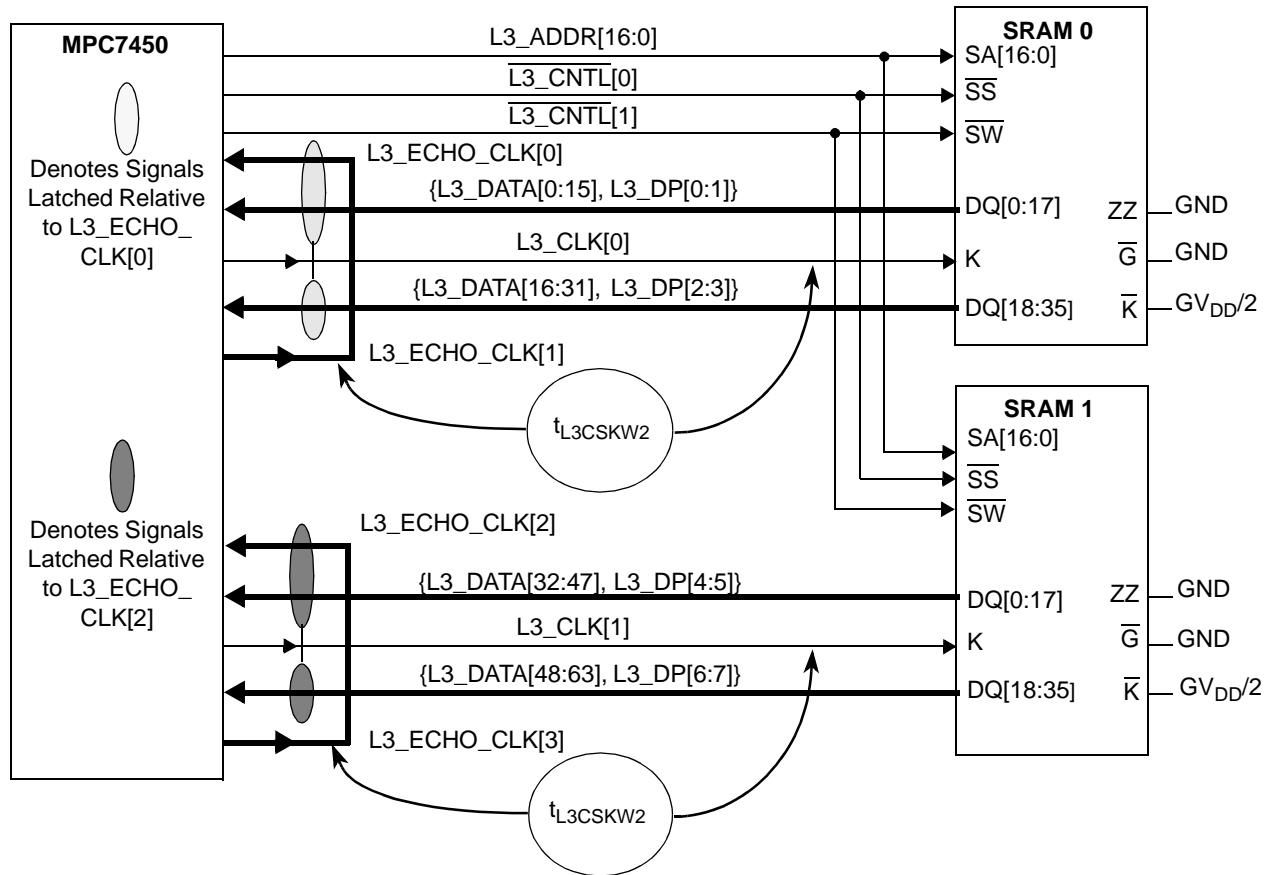 MPC7450
Denotes Signals
Latched Relative
to L3_ECHO_
CLK[0]
Denotes Signals
Latched Relative
to L3_ECHO_
CLK[2]
L3_ADDR[16:0]
L3_CNTL[0]
L3_CNTL[1]
L3_ECHO_CLK[0]
{L3_DATA[0:15], L3_DP[0:1]}
L3_CLK[0]
{L3_DATA[16:31], L3_DP[2:3]}
L3_ECHO_CLK[1]
tL3CSKW2
SRAM 0
SA[16:0]
SS
SW
DQ[0:17]
ZZ
GND
K
G
GND
DQ[18:35]
K
GVDD/2
L3_ECHO_CLK[2]
{L3_DATA[32:47], L3_DP[4:5]}
L3_CLK[1]
{L3_DATA[48:63], L3_DP[6:7]}
L3_ECHO_CLK[3]
tL3CSKW2
SRAM 1
SA[16:0]
SS
SW
DQ[0:17]
ZZ
GND
K
G
GND
DQ[18:35]
K
GVDD/2